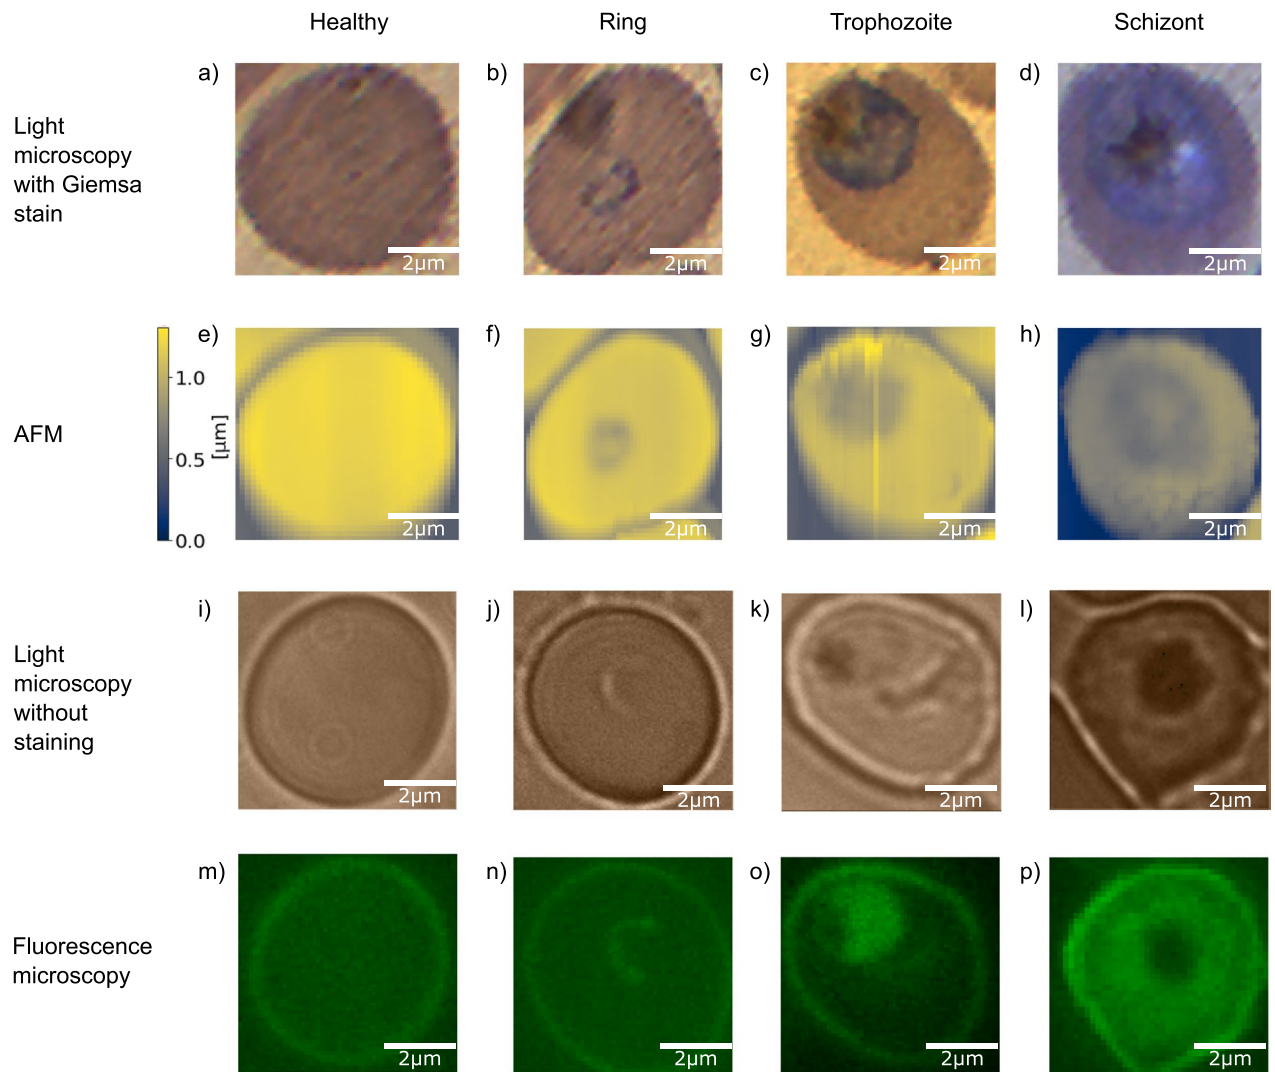 Healthy Ring Trophozoite Schizont
a) b) c) d)
Light
microscopy
with Giemsa
stain
2µm 2µm 2µm 2µm
e) f) g) h)
1.0
0.5
0.0
[µm]
AFM
2µm 2µm 2µm 2µm
i) j) k) l)
Light
microscopy
without
staining
2µm 2µm 2µm 2µm
m) n) o) p)
Fluorescence
microscopy
2µm 2µm 2µm 2µm